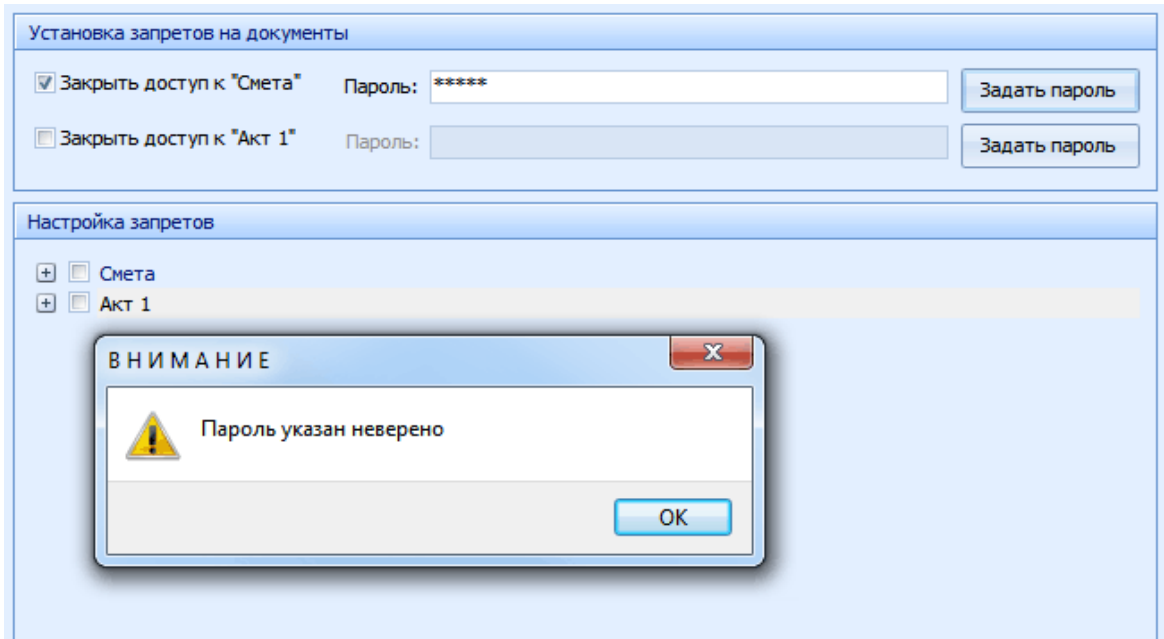 Установка запретов на документы
Закрыть доступ к "Смета" Пароль: ***** Задать пароль
Закрыть доступ к "Акт 1" Пароль: Задать пароль
Настройка запретов
Смета
Акт 1
ВНИМАНИЕ
Пароль указан неверено
OK